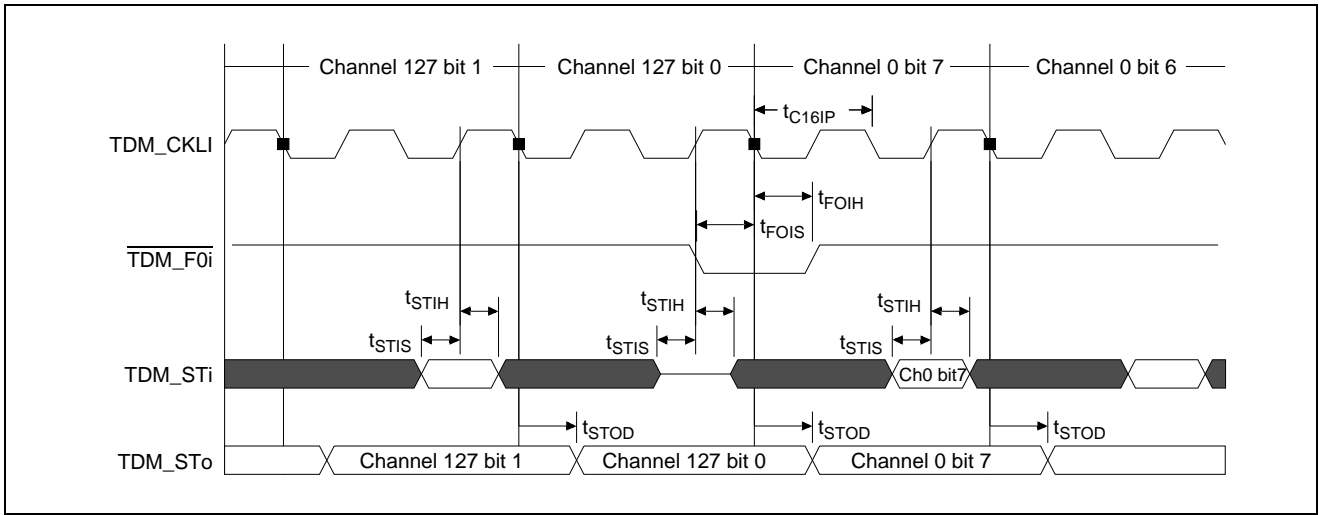 Channel 127 bit 1 Channel 127 bit 0 Channel 0 bit 7 Channel 0 bit 6
tC16IP
TDM_CKLI
tFOIH
tFOIS
TDM_F0i
tSTIH tSTIH tSTIH
tSTIS tSTIS tSTIS
TDM_STi Ch0 bit7
tSTOD tSTOD tSTOD
TDM_STo Channel 127 bit 1 Channel 127 bit 0 Channel 0 bit 7